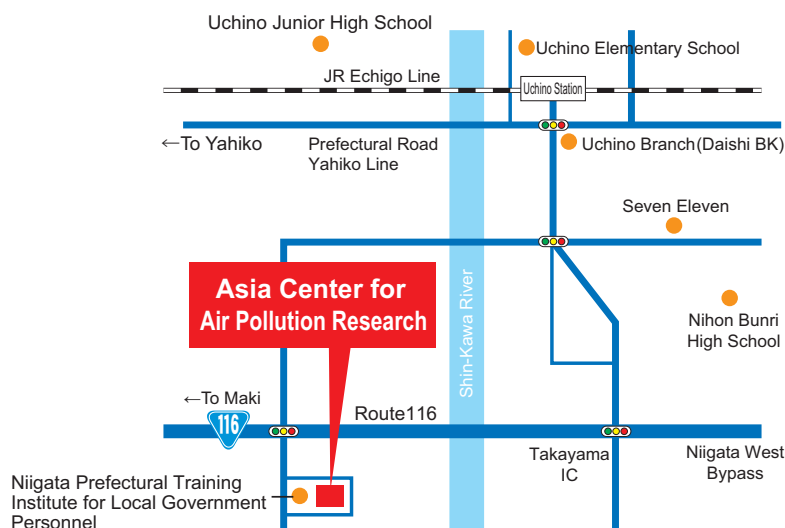 Uchino Junior High School
Uchino Elementary School
JR Echigo Line
Uchino Station
←To Yahiko
Prefectural Road
Yahiko Line
Uchino Branch(Daishi BK)
Seven Eleven
Asia Center for
Air Pollution Research
Shin-Kawa River
Nihon Bunri
High School
←To Maki
116
Route116
Takayama
IC
Niigata West
Bypass
Niigata Prefectural Training
Institute for Local Government
Personnel